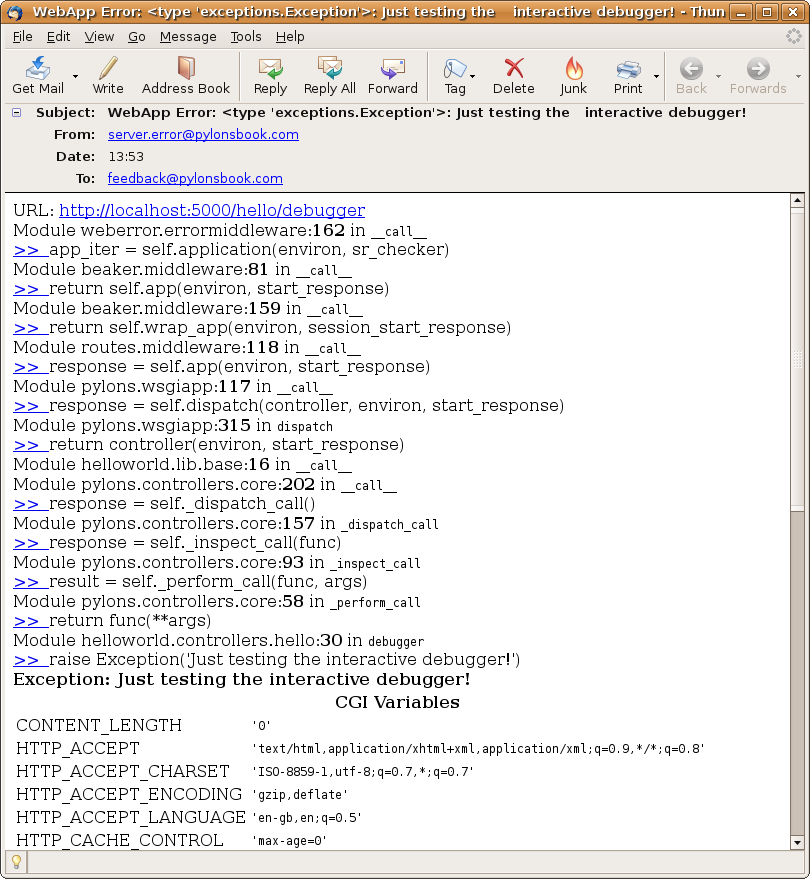 WebApp Error: <type 'exceptions.Exception'>: Just testing the    interactive debugger! - Thun
File Edit View Go Message Tools Help
Get Mail Write Address Book Reply Reply All Forward Tag Delete Junk Print Back Forwards
Subject: WebApp Error: <type 'exceptions.Exception'>: Just testing the   interactive debugger!
From: server.error@pylonsbook.com
Date: 13:53
To: feedback@pylonsbook.com
URL: http://localhost:5000/hello/debugger
Module weberror.errormiddleware:162 in __call__
>> app_iter = self.application(environ, sr_checker)
Module beaker.middleware:81 in __call__
>> return self.app(environ, start_response)
Module beaker.middleware:159 in __call__
>> return self.wrap_app(environ, session_start_response)
Module routes.middleware:118 in __call__
>> response = self.app(environ, start_response)
Module pylons.wsgiapp:117 in __call__
>> response = self.dispatch(controller, environ, start_response)
Module pylons.wsgiapp:315 in dispatch
>> return controller(environ, start_response)
Module helloworld.lib.base:16 in __call__
Module pylons.controllers.core:202 in __call__
>> response = self._dispatch_call()
Module pylons.controllers.core:157 in _dispatch_call
>> response = self._inspect_call(func)
Module pylons.controllers.core:93 in _inspect_call
>> result = self._perform_call(func, args)
Module pylons.controllers.core:58 in _perform_call
>> return func(**args)
Module helloworld.controllers.hello:30 in debugger
>> raise Exception('Just testing the interactive debugger!')
Exception: Just testing the interactive debugger!
CGI Variables
CONTENT_LENGTH '0'
HTTP_ACCEPT 'text/html,application/xhtml+xml,application/xml;q=0.9,*/*;q=0.8'
HTTP_ACCEPT_CHARSET 'ISO-8859-1,utf-8;q=0.7,*;q=0.7'
HTTP_ACCEPT_ENCODING 'gzip,deflate'
HTTP_ACCEPT_LANGUAGE 'en-gb,en;q=0.5'
HTTP_CACHE_CONTROL 'max-age=0'